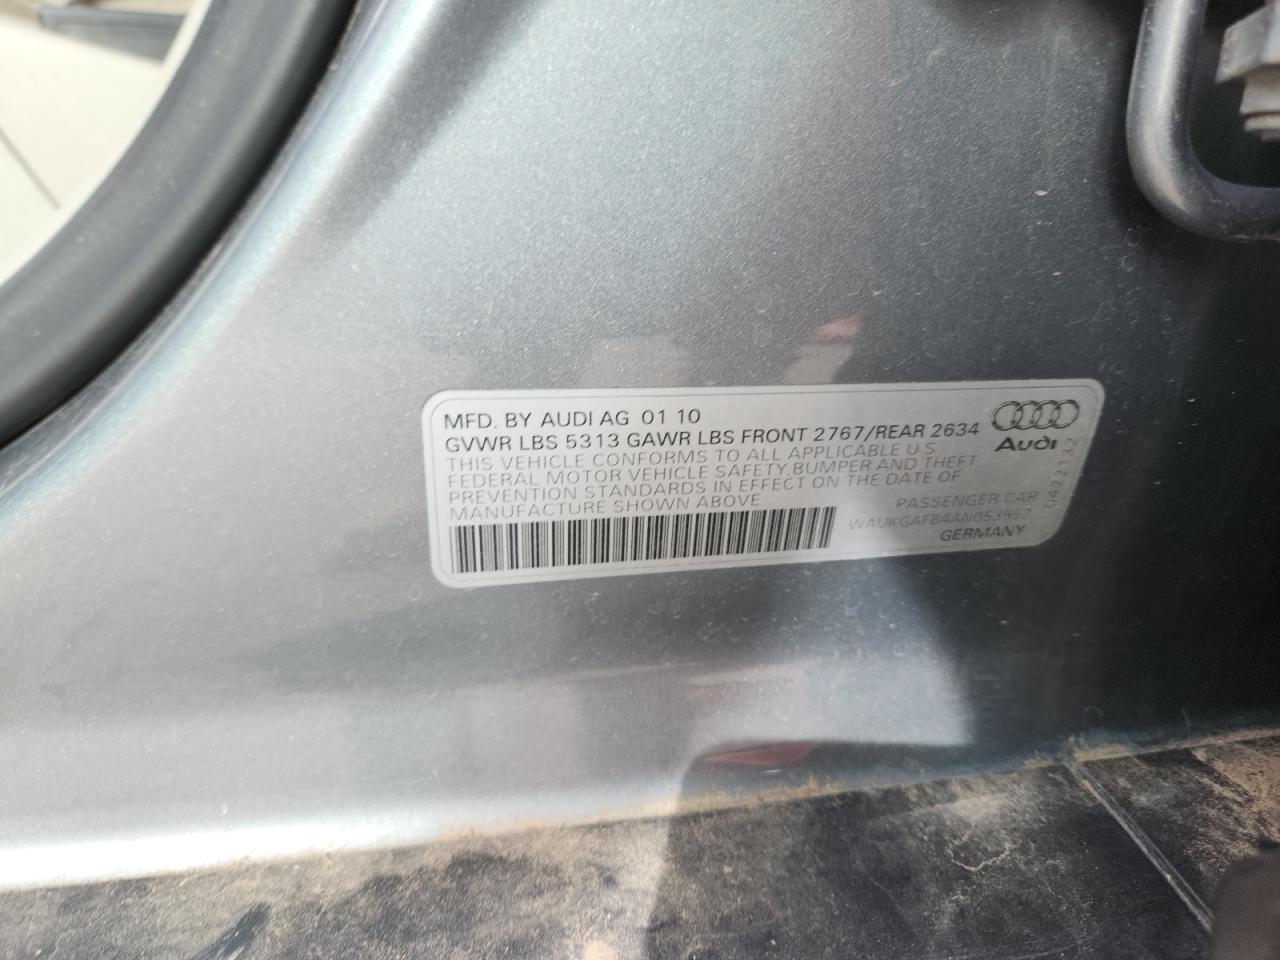 MFD. BY AUDI AG 01 10
GVWR LBS 5313 GAWR LBS FRONT 2767/REAR 2634
THIS VEHICLE CONFORMS TO ALL APPLICABLE U S
FEDERAL MOTOR VEHICLE SAFETY,BUMPER AND THEFT
PREVENTION STANDARDS IN EFFECT ON THE DATE OF
MANUFACTURE SHOWN ABOVE
PASSENGER CAR
WAUKGAFB4AN053952
GERMANY
Audi
0422132